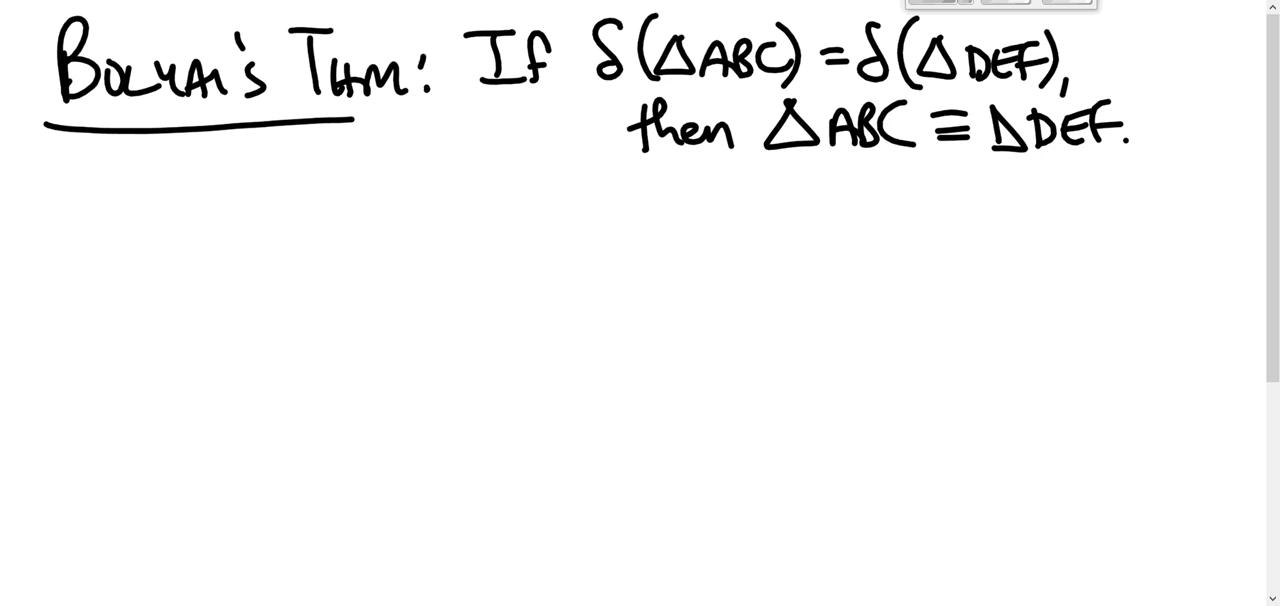 BOLYAI'S THM: If δ(△ABC) = δ(△DEF),
then △ABC ≡ △DEF.